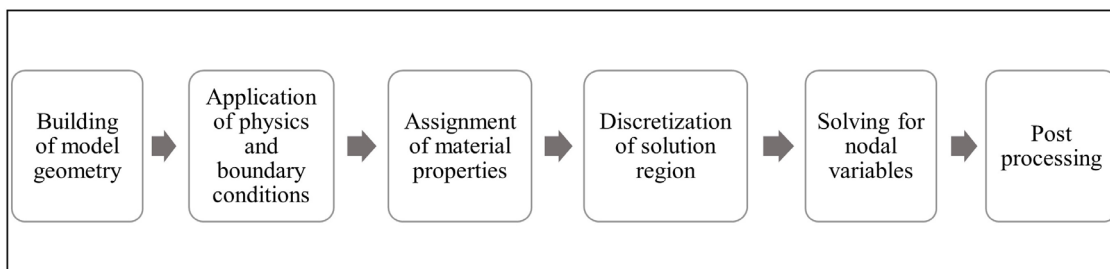 Building
of model
geometry
Application
of physics
and
boundary
conditions
Assignment
of material
properties
Discretization
of solution
region
Solving for
nodal
variables
Post
processing